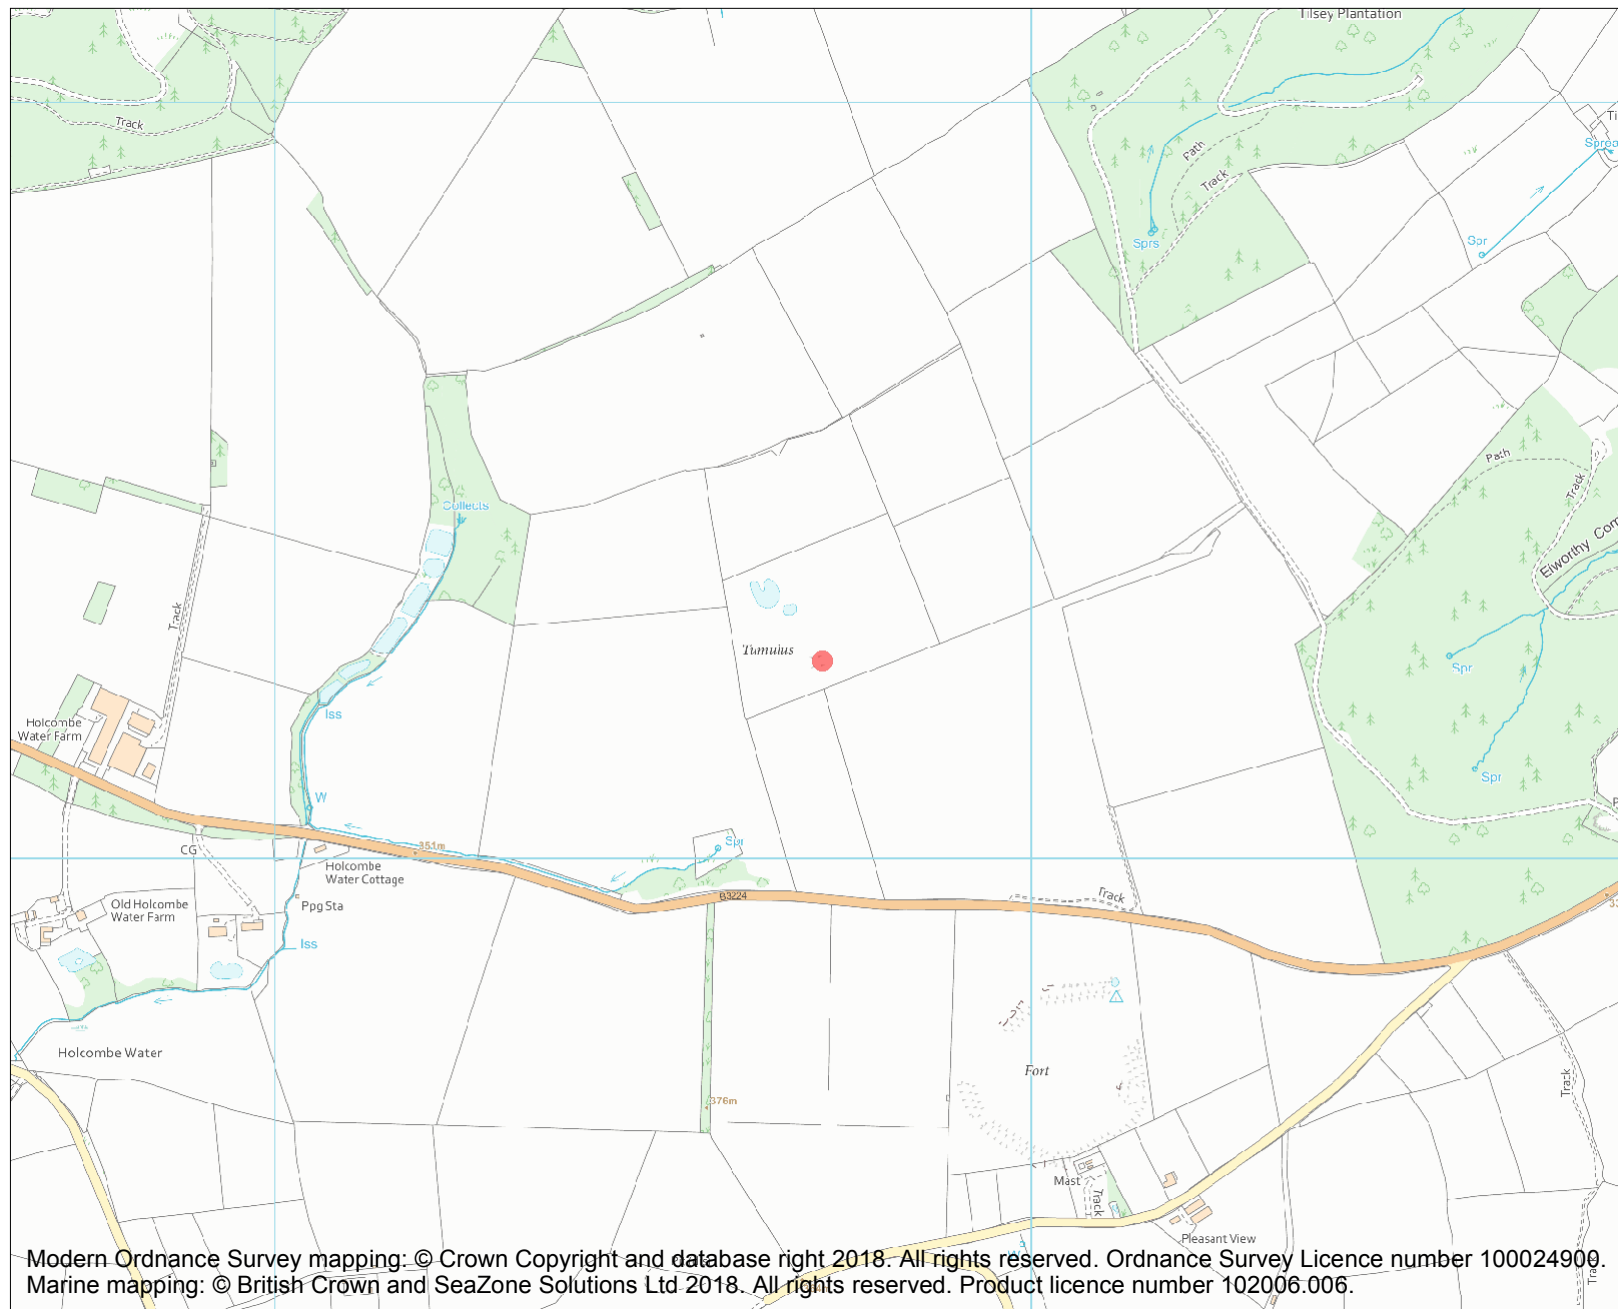 Tilsey Plantation
Track
Path
Track
Sprs
Spr
Path
Track
Collects
Track
Tumulus
Spr
Iss
Holcombe
Water Farm
Spr
W
351m
Spr
CG
Holcombe
Water Cottage
B3224
Track
Old Holcombe
Water Farm
Ppg Sta
Iss
Holcombe Water
Fort
Track
376m
Mast
Track
Pleasant View
Track
Modern Ordnance Survey mapping: © Crown Copyright and database right 2018. All rights reserved. Ordnance Survey Licence number 100024900.
Marine mapping: © British Crown and SeaZone Solutions Ltd 2018. All rights reserved. Product licence number 102006.006.